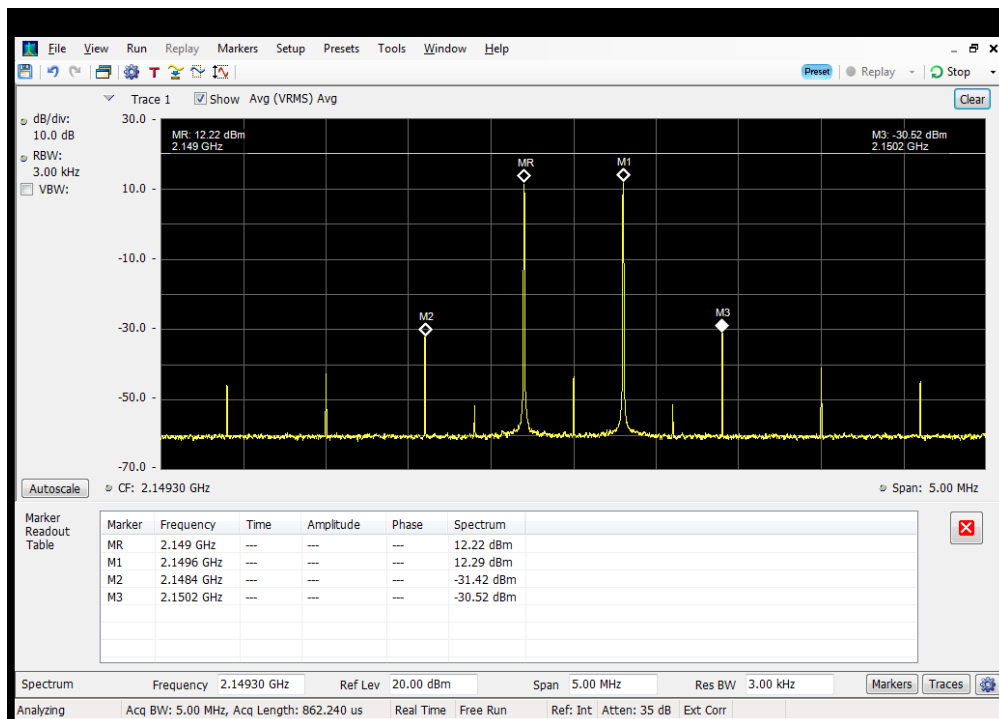 File View Run Replay Markers Setup Presets Tools Window Help
T Preset Replay Stop
Trace 1 Show Avg (VRMS) Avg Clear
dB/div:
10.0 dB
RBW:
3.00 kHz
VBW:
30.0
10.0
-10.0
-30.0
-50.0
-70.0
MR: 12.22 dBm
2.149 GHz
M3: -30.52 dBm
2.1502 GHz
MR
M1
M2
M3
Autoscale CF: 2.14930 GHz Span: 5.00 MHz
Marker
Readout
Table
Marker Frequency Time Amplitude Phase Spectrum
MR 2.149 GHz --- --- --- 12.22 dBm
M1 2.1496 GHz --- --- --- 12.29 dBm
M2 2.1484 GHz --- --- --- -31.42 dBm
M3 2.1502 GHz --- --- --- -30.52 dBm
Spectrum Frequency 2.14930 GHz Ref Lev 20.00 dBm Span 5.00 MHz Res BW 3.00 kHz Markers Traces
Analyzing Acq BW: 5.00 MHz, Acq Length: 862.240 us Real Time Free Run Ref: Int Atten: 35 dB Ext Corr